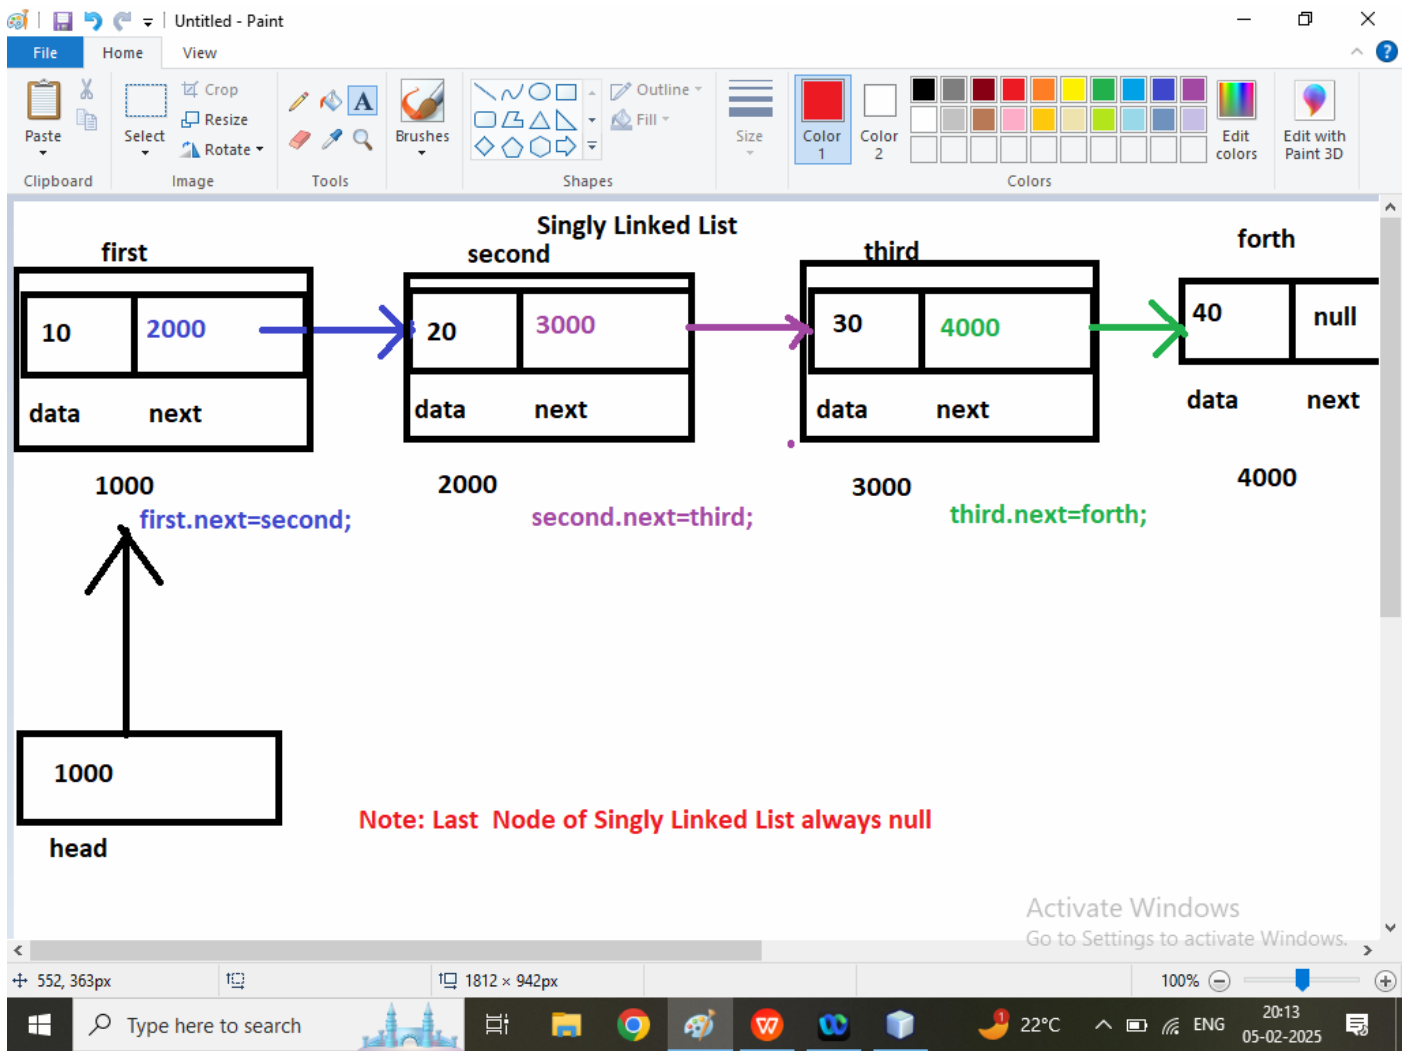 Untitled - Paint
File Home View
Paste
Clipboard
Select
Crop
Resize
Rotate
Image
A
Tools
Brushes
Outline
Fill
Shapes
Size
Color 1
Color 2
Edit colors
Colors
Edit with Paint 3D
Singly Linked List
first second third forth
10 2000 20 3000 30 4000 40 null
data next data next data next data next
1000 2000 3000 4000
first.next=second; second.next=third; third.next=forth;
1000
head
Note: Last Node of Singly Linked List always null
Activate Windows
Go to Settings to activate Windows.
552, 363px 1812 × 942px 100%
Type here to search
1
22°C ENG
20:13
05-02-2025